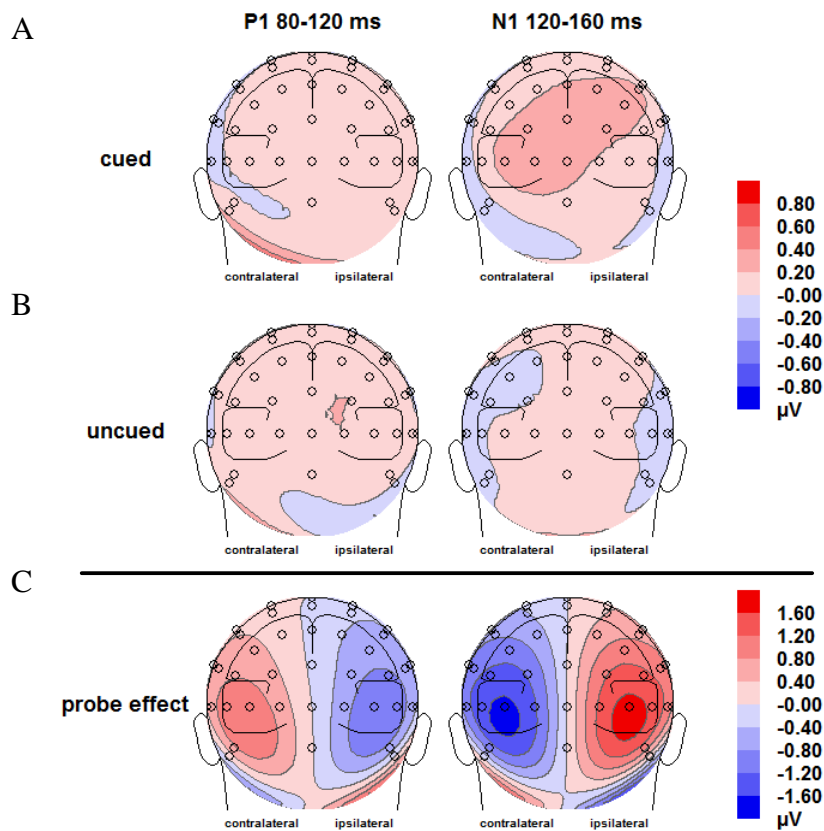 A
P1 80-120 ms
N1 120-160 ms
cued
contralateral ipsilateral
contralateral ipsilateral
0.80
0.60
0.40
0.20
-0.00
-0.20
-0.40
-0.60
-0.80
µV
B
uncued
contralateral ipsilateral
contralateral ipsilateral
C
probe effect
contralateral ipsilateral
contralateral ipsilateral
1.60
1.20
0.80
0.40
-0.00
-0.40
-0.80
-1.20
-1.60
µV